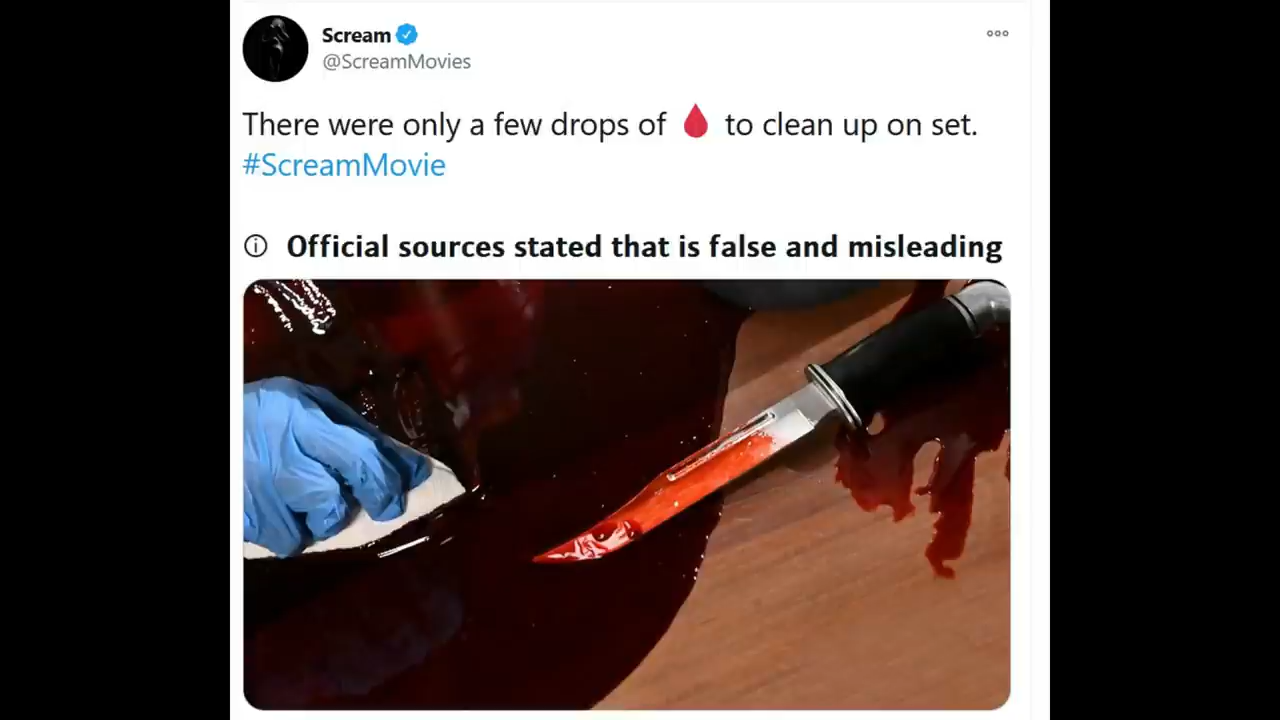 Scream
@ScreamMovies
There were only a few drops of 🩸 to clean up on set.
#ScreamMovie
Official sources stated that is false and misleading